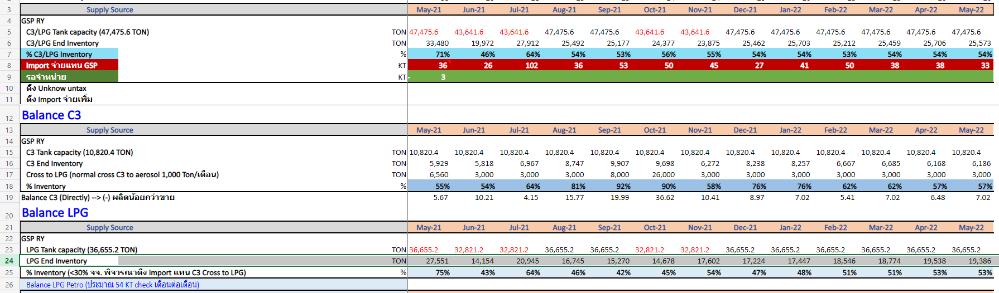 3 Supply Source May-21 Jun-21 Jul-21 Aug-21 Sep-21 Oct-21 Nov-21 Dec-21 Jan-22 Feb-22 Mar-22 Apr-22 May-22
4 GSP RY
5 C3/LPG Tank capacity (47,475.6 TON) TON 47,475.6 43,641.6 43,641.6 47,475.6 47,475.6 43,641.6 43,641.6 47,475.6 47,475.6 47,475.6 47,475.6 47,475.6 47,475.6
6 C3/LPG End Inventory TON 33,480 19,972 27,912 25,492 25,177 24,377 23,875 25,462 25,703 25,212 25,459 25,706 25,573
7 % C3/LPG Inventory % 71% 46% 64% 54% 53% 56% 55% 54% 54% 53% 54% 54% 54%
8 Import จ่ายแทน GSP KT 36 26 102 36 53 50 45 27 41 50 38 38 33
9 รอจำหน่าย KT - 3
10 ดึง Unknow untax
11 ดึง Import จ่ายเพิ่ม
12 Balance C3
13 Supply Source May-21 Jun-21 Jul-21 Aug-21 Sep-21 Oct-21 Nov-21 Dec-21 Jan-22 Feb-22 Mar-22 Apr-22 May-22
14 GSP RY
15 C3 Tank capacity (10,820.4 TON) TON 10,820.4 10,820.4 10,820.4 10,820.4 10,820.4 10,820.4 10,820.4 10,820.4 10,820.4 10,820.4 10,820.4 10,820.4 10,820.4
16 C3 End Inventory TON 5,929 5,818 6,967 8,747 9,907 9,698 6,272 8,238 8,257 6,667 6,685 6,168 6,186
17 Cross to LPG (normal cross C3 to aerosol 1,000 Ton/เดือน) TON 6,560 3,000 3,000 3,000 8,000 26,000 3,000 3,000 3,000 3,000 3,000 3,000 3,000
18 % Inventory % 55% 54% 64% 81% 92% 90% 58% 76% 76% 62% 62% 57% 57%
19 Balance C3 (Directly) --> (-) ผลิตน้อยกว่าขาย 5.67 10.21 4.15 15.77 19.99 36.62 10.41 8.97 7.02 5.41 7.02 6.48 7.02
20 Balance LPG
21 Supply Source May-21 Jun-21 Jul-21 Aug-21 Sep-21 Oct-21 Nov-21 Dec-21 Jan-22 Feb-22 Mar-22 Apr-22 May-22
22 GSP RY
23 LPG Tank capacity (36,655.2 TON) TON 36,655.2 32,821.2 32,821.2 36,655.2 36,655.2 32,821.2 32,821.2 36,655.2 36,655.2 36,655.2 36,655.2 36,655.2 36,655.2
24 LPG End Inventory TON 27,551 14,154 20,945 16,745 15,270 14,678 17,602 17,224 17,447 18,546 18,774 19,538 19,386
25 % Inventory (<30% จจ. พิจารณาดึง import แทน C3 Cross to LPG) % 75% 43% 64% 46% 42% 45% 54% 47% 48% 51% 51% 53% 53%
26 Balance LPG Petro (ประมาณ 54 KT check เดือนต่อเดือน)